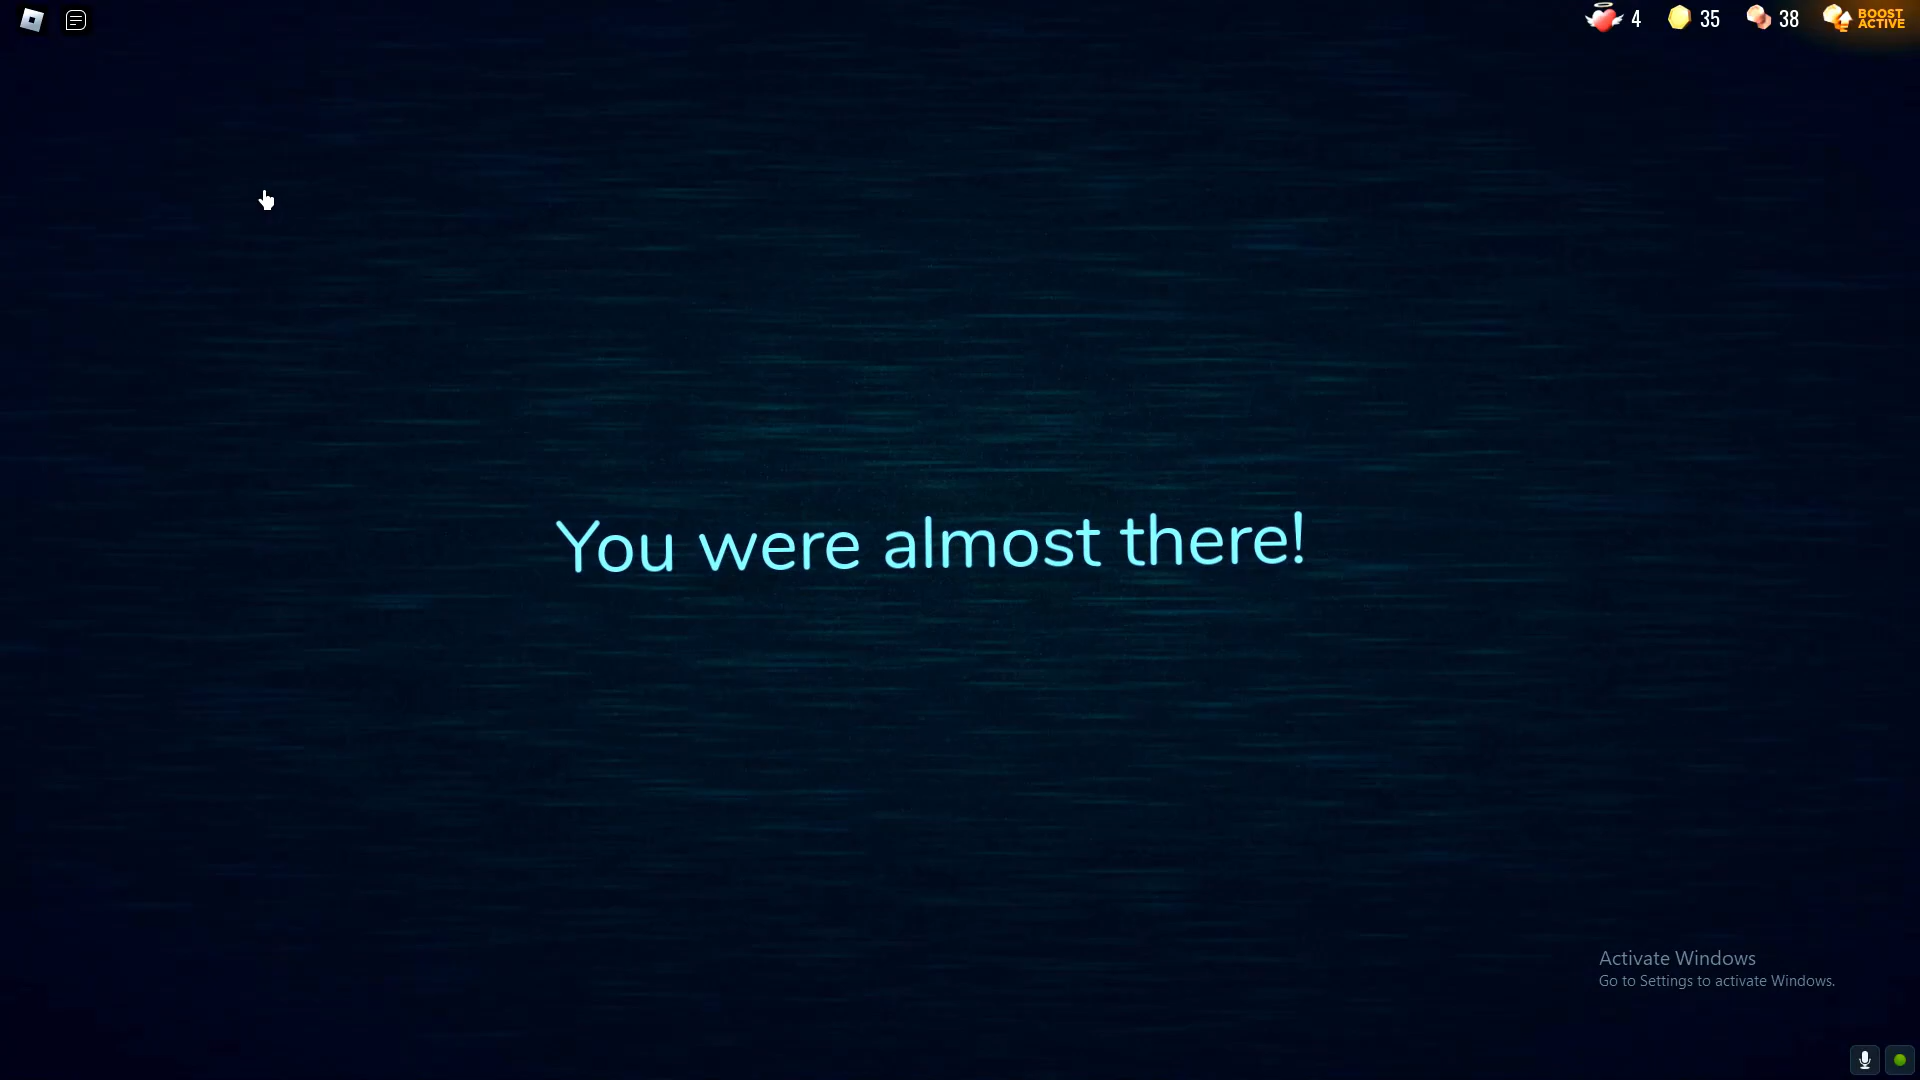 4 35 38 BOOST
ACTIVE
You were almost there!
Activate Windows
Go to Settings to activate Windows.